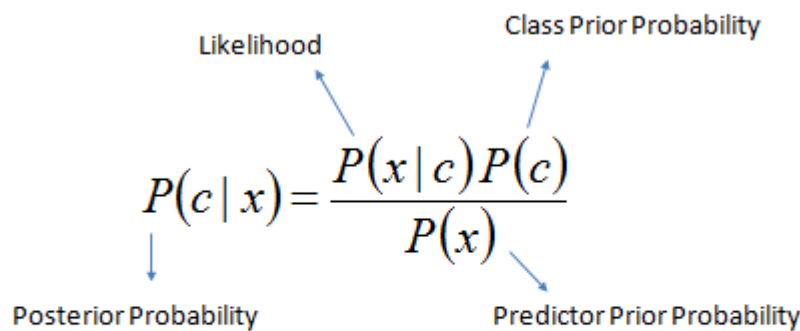 Class Prior Probability
Likelihood
P(c | x) = P(x | c)P(c) / P(x)
Posterior Probability
Predictor Prior Probability